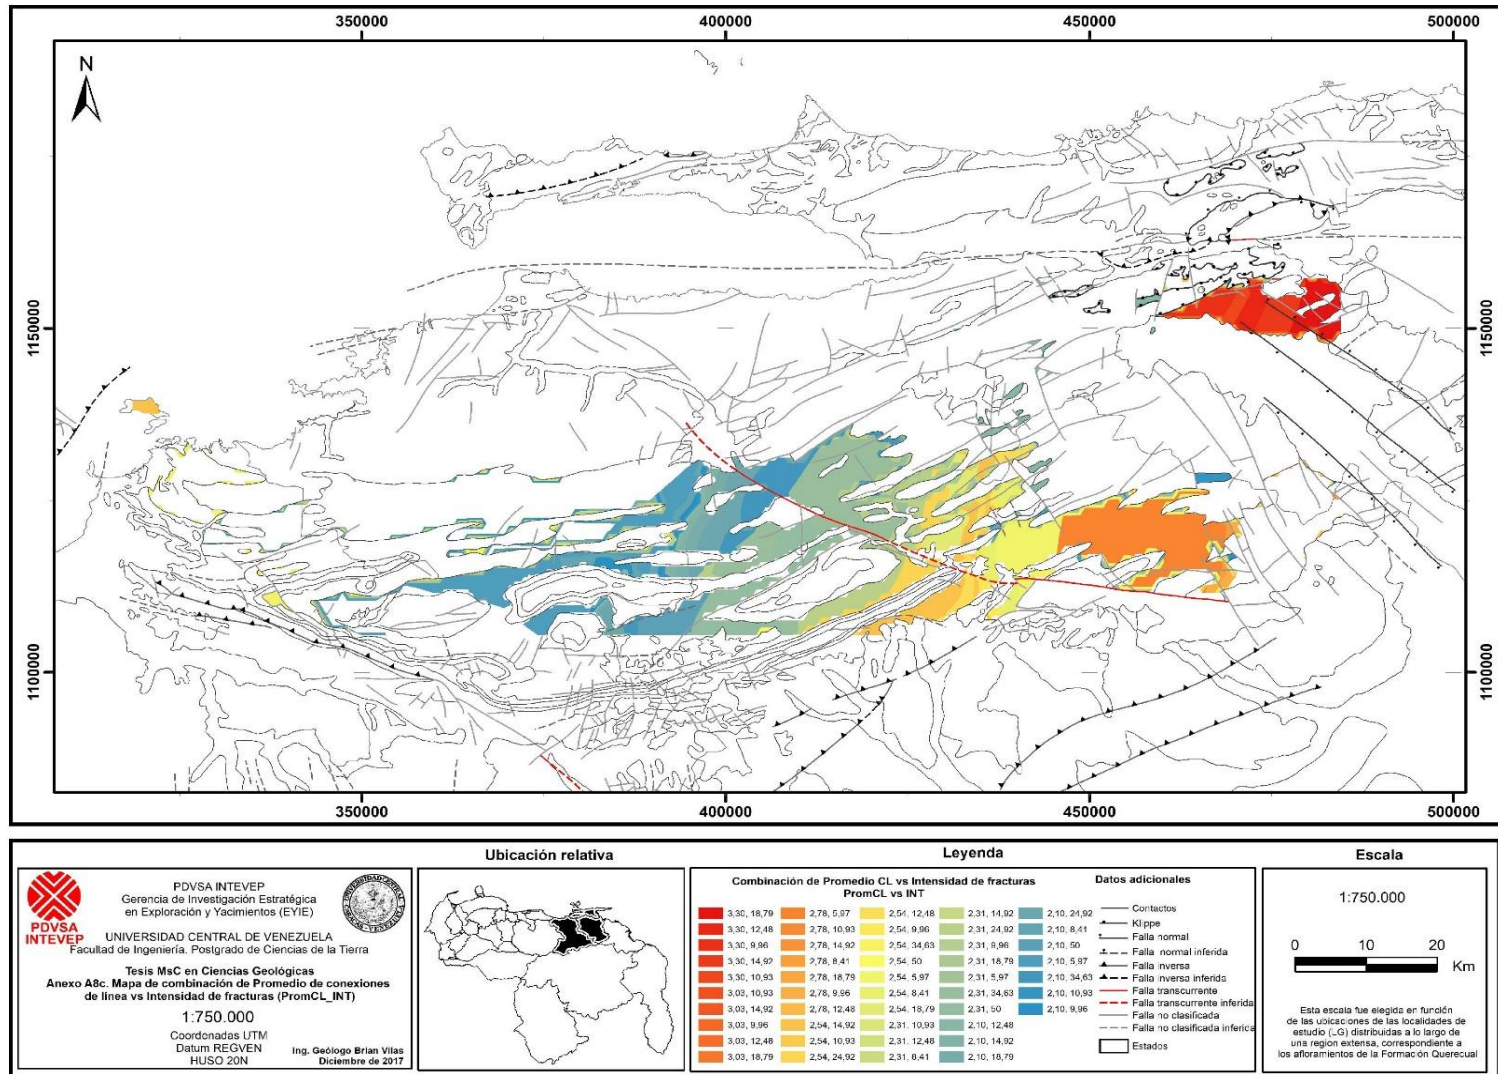 350000
400000
450000
500000
N
1150000
1150000
1100000
1100000
350000
400000
450000
500000
PDVSA
INTEVEP
PDVSA INTEVEP
Gerencia de Investigación Estratégica
en Exploración y Yacimientos (EYIE)
UNIVERSIDAD CENTRAL DE VENEZUELA
Facultad de Ingeniería. Postgrado de Ciencias de la Tierra
Tesis MsC en Ciencias Geológicas
Anexo A8c. Mapa de combinación de Promedio de conexiones
de línea vs Intensidad de fracturas (PromCL_INT)
1:750.000
Coordenadas UTM
Datum REGVEN
HUSO 20N
Ing. Geólogo Brian Vilas
Diciembre de 2017
Ubicación relativa
Leyenda
Combinación de Promedio CL vs Intensidad de fracturas
PromCL vs INT
3,30, 18,79
3,30, 12,48
3,30, 9,96
3,30, 14,92
3,30, 10,93
3,03, 10,93
3,03, 14,92
3,03, 9,96
3,03, 12,48
3,03, 18,79
2,78, 5,97
2,78, 10,93
2,78, 14,92
2,78, 8,41
2,78, 18,79
2,78, 9,96
2,78, 12,48
2,54, 14,92
2,54, 10,93
2,54, 24,92
2,54, 12,48
2,54, 9,96
2,54, 34,63
2,54, 50
2,54, 5,97
2,54, 8,41
2,54, 18,79
2,31, 10,93
2,31, 12,48
2,31, 8,41
2,31, 14,92
2,31, 24,92
2,31, 9,96
2,31, 18,79
2,31, 5,97
2,31, 34,63
2,31, 50
2,10, 12,48
2,10, 14,92
2,10, 18,79
2,10, 24,92
2,10, 8,41
2,10, 50
2,10, 5,97
2,10, 34,63
2,10, 10,93
2,10, 9,96
Datos adicionales
Contactos
Klippe
Falla normal
Falla normal inferida
Falla inversa
Falla inversa inferida
Falla transcurrente
Falla transcurrente inferida
Falla no clasificada
Falla no clasificada inferida
Estados
Escala
1:750.000
0 10 20
Km
Esta escala fue elegida en función
de las ubicaciones de las localidades de
estudio (LG) distribuidas a lo largo de
una region extensa, correspondiente a
los afloramientos de la Formación Querecual